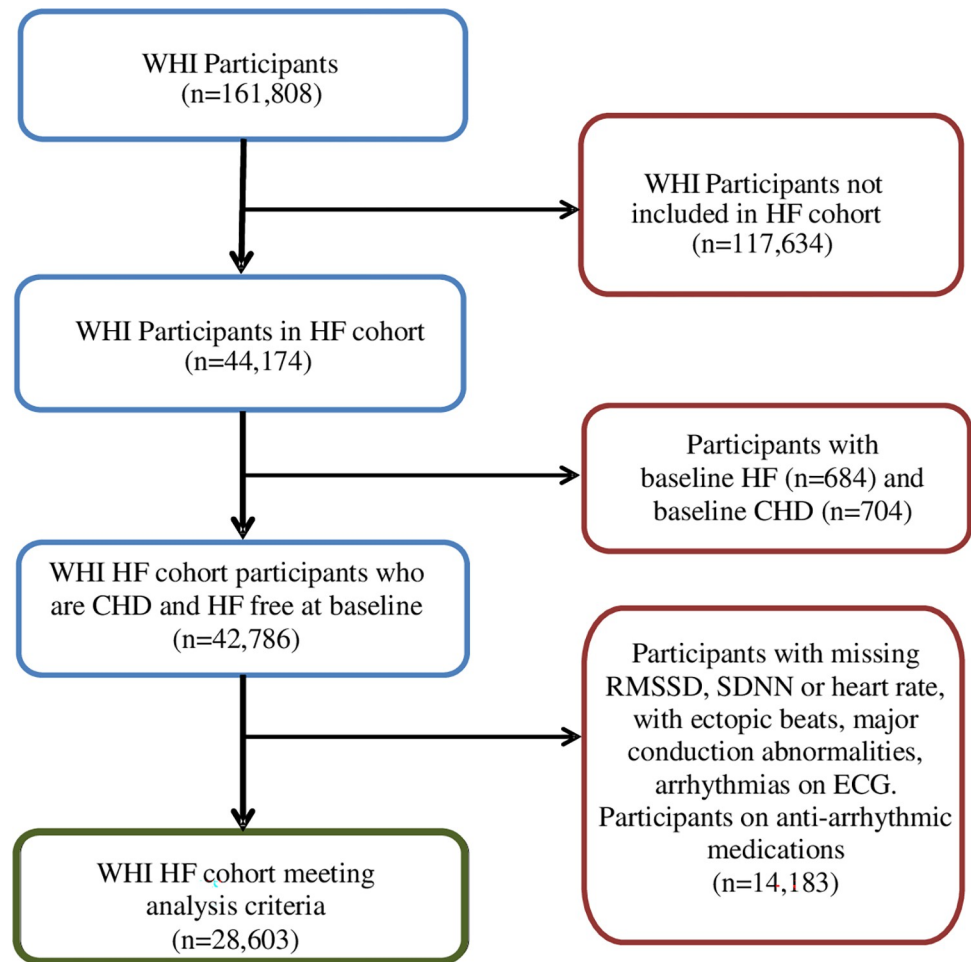 WHI Participants
(n=161,808)
WHI Participants not
included in HF cohort
(n=117,634)
WHI Participants in HF cohort
(n=44,174)
Participants with
baseline HF (n=684) and
baseline CHD (n=704)
WHI HF cohort participants who
are CHD and HF free at baseline
(n=42,786)
Participants with missing
RMSSD, SDNN or heart rate,
with ectopic beats, major
conduction abnormalities,
arrhythmias on ECG.
Participants on anti-arrhythmic
medications
(n=14,183)
WHI HF cohort meeting
analysis criteria
(n=28,603)